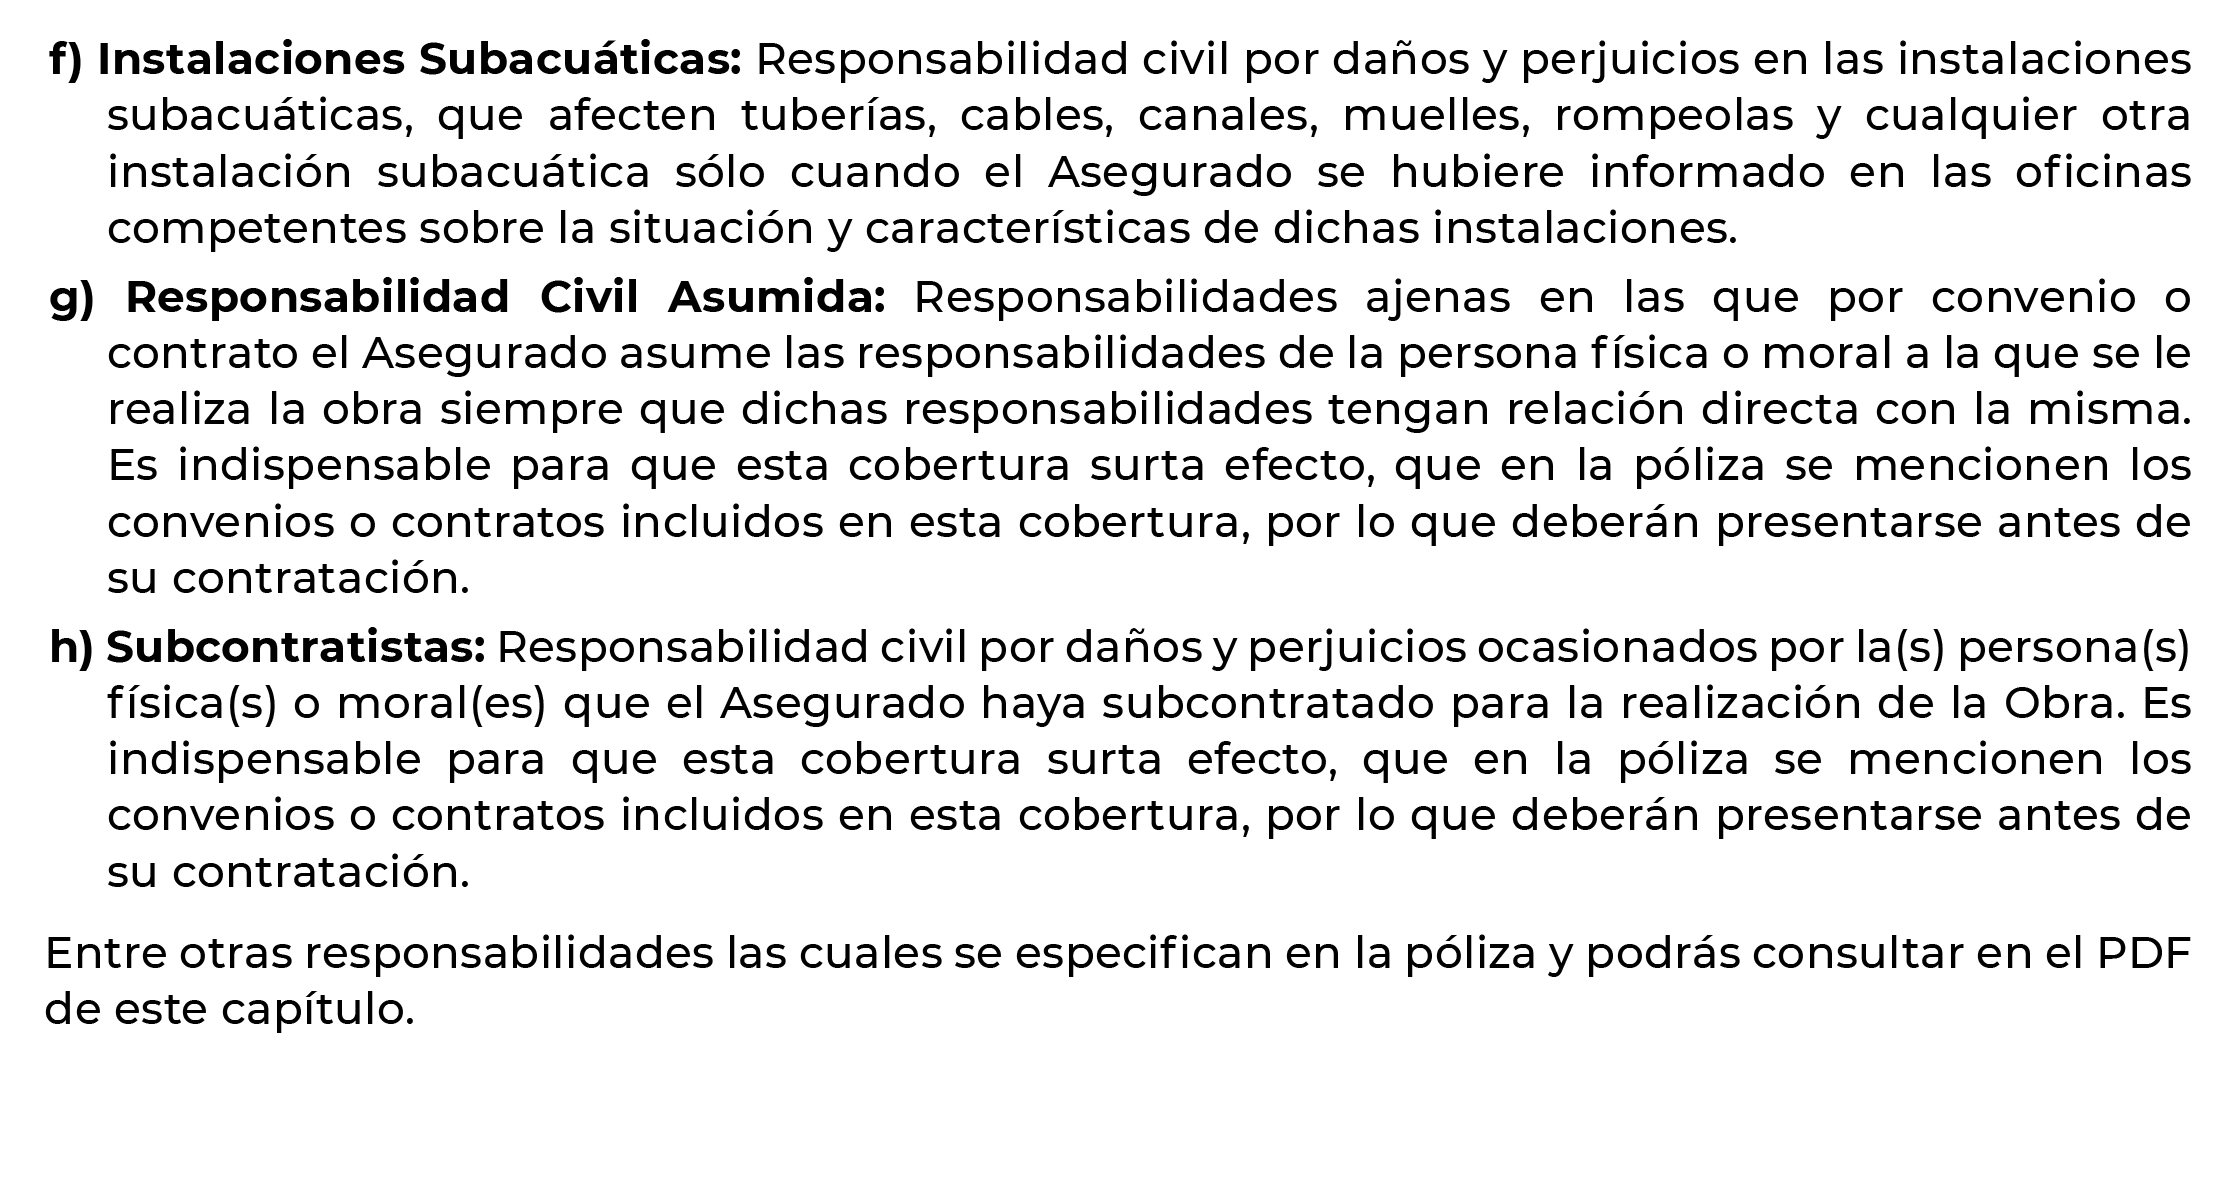 f) Instalaciones Subacuáticas: Responsabilidad civil por daños y perjuicios en las instalaciones
subacuáticas, que afecten tuberías, cables, canales, muelles, rompeolas y cualquier otra
instalación subacuática sólo cuando el Asegurado se hubiere informado en las oficinas
competentes sobre la situación y características de dichas instalaciones.
g) Responsabilidad Civil Asumida: Responsabilidades ajenas en las que por convenio o
contrato el Asegurado asume las responsabilidades de la persona física o moral a la que se le
realiza la obra siempre que dichas responsabilidades tengan relación directa con la misma.
Es indispensable para que esta cobertura surta efecto, que en la póliza se mencionen los
convenios o contratos incluidos en esta cobertura, por lo que deberán presentarse antes de
su contratación.
h) Subcontratistas: Responsabilidad civil por daños y perjuicios ocasionados por la(s) persona(s)
física(s) o moral(es) que el Asegurado haya subcontratado para la realización de la Obra. Es
indispensable para que esta cobertura surta efecto, que en la póliza se mencionen los
convenios o contratos incluidos en esta cobertura, por lo que deberán presentarse antes de
su contratación.
Entre otras responsabilidades las cuales se especifican en la póliza y podrás consultar en el PDF
de este capítulo.